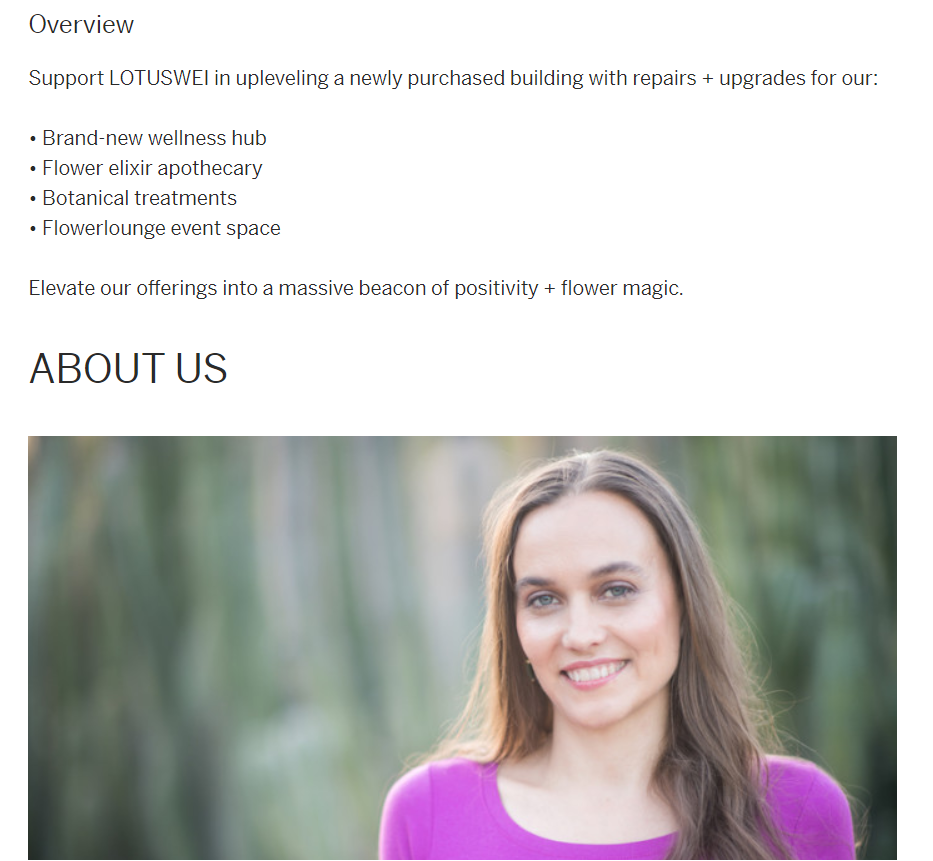 Overview
Support LOTUSWEI in upleveling a newly purchased building with repairs + upgrades for our:
• Brand-new wellness hub
• Flower elixir apothecary
• Botanical treatments
• Flowerlounge event space
Elevate our offerings into a massive beacon of positivity + flower magic.
ABOUT US